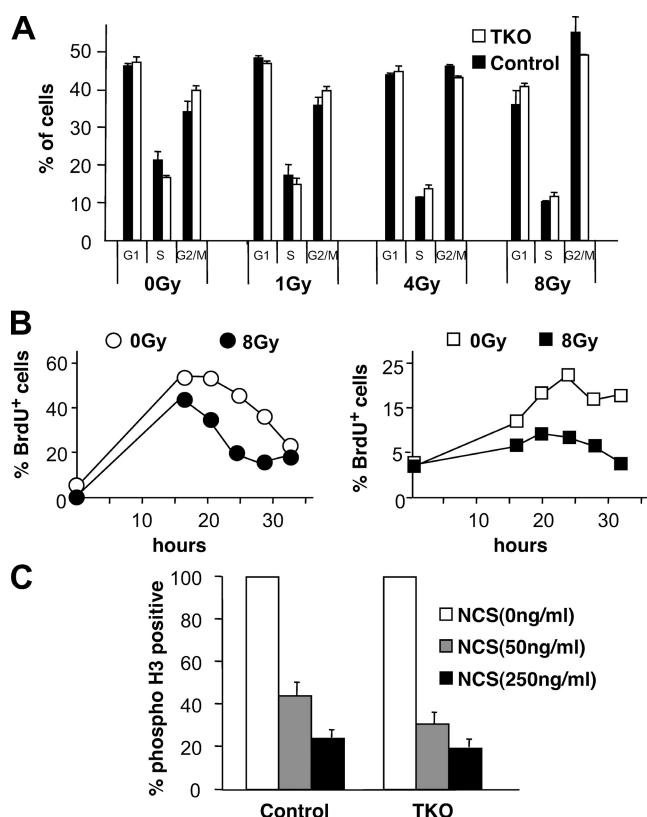 A
% of cells
50
40
30
20
10
0
TKO
Control
G1 S G2/M G1 S G2/M G1 S G2/M G1 S G2/M
0Gy 1Gy 4Gy 8Gy
B
0Gy 8Gy
% BrdU+ cells
60
40
20
0
10 20 30
hours
0Gy 8Gy
% BrdU+ cells
25
15
5
0
10 20 30
hours
C
% phospho H3 positive
100
80
60
40
20
0
NCS(0ng/ml)
NCS(50ng/ml)
NCS(250ng/ml)
Control TKO